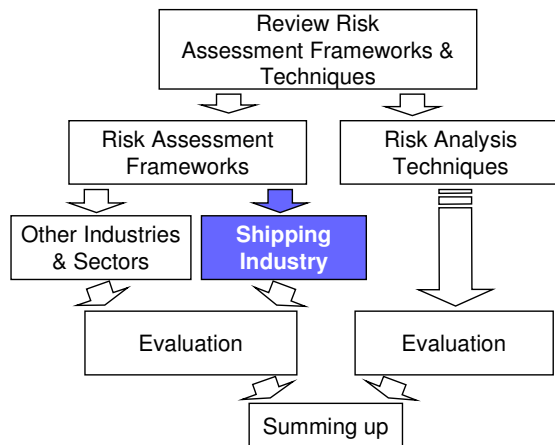 Review Risk
Assessment Frameworks &
Techniques
Risk Assessment
Frameworks
Risk Analysis
Techniques
Other Industries
& Sectors
Shipping
Industry
Evaluation
Evaluation
Summing up